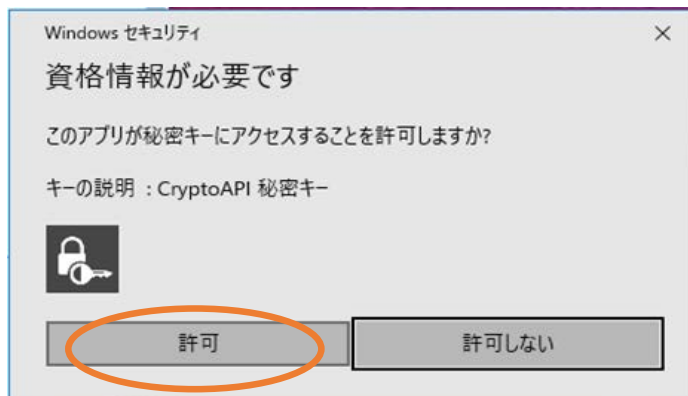 Windows セキュリティ
資格情報が必要です
このアプリが秘密キーにアクセスすることを許可しますか?
キーの説明 : CryptoAPI 秘密キー
許可
許可しない